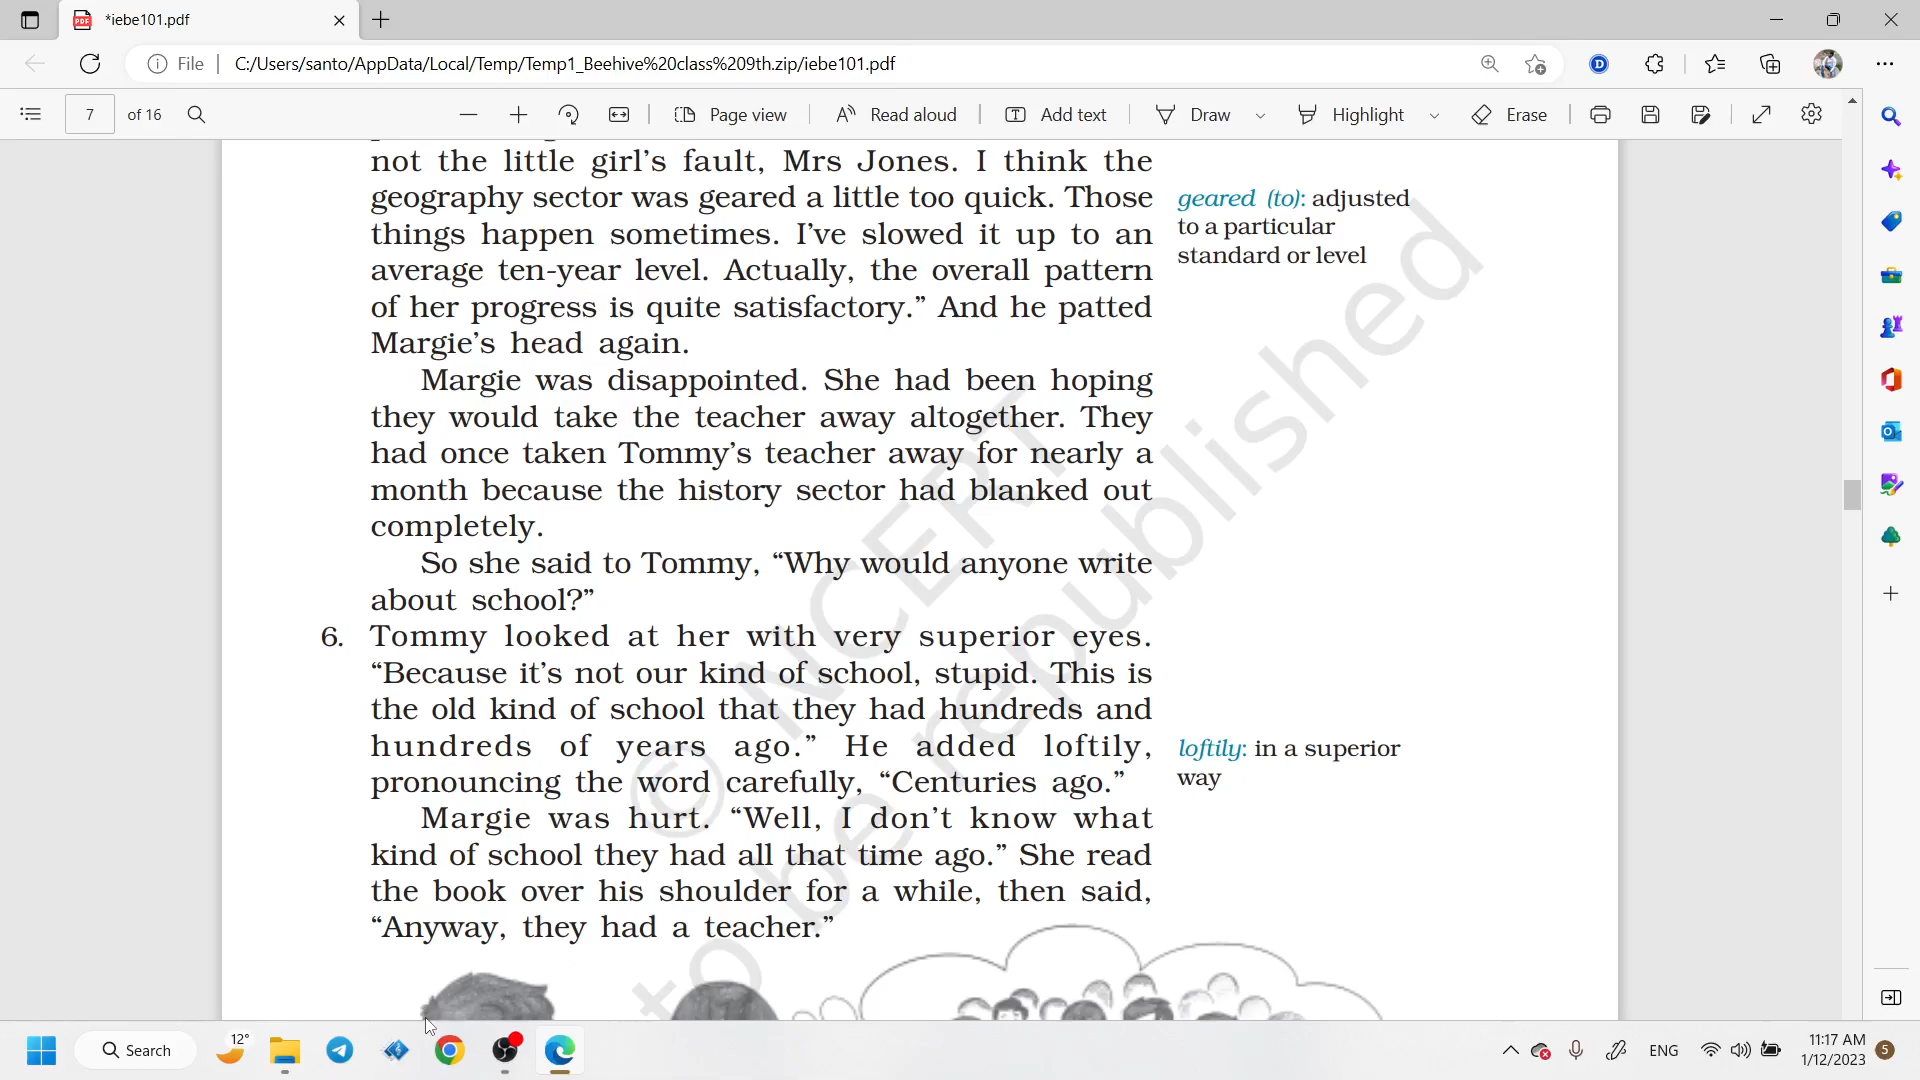 *iebe101.pdf
File
C:/Users/santo/AppData/Local/Temp/Temp1_Beehive%20class%209th.zip/iebe101.pdf
7 of 16
Page view
Read aloud
Add text
Draw
Highlight
Erase
not the little girl's fault, Mrs Jones. I think the
geography sector was geared a little too quick. Those
things happen sometimes. I've slowed it up to an
average ten-year level. Actually, the overall pattern
of her progress is quite satisfactory.” And he patted
Margie's head again.
geared (to): adjusted
to a particular
standard or level
Margie was disappointed. She had been hoping
they would take the teacher away altogether. They
had once taken Tommy's teacher away for nearly a
month because the history sector had blanked out
completely.
So she said to Tommy, “Why would anyone write
about school?”
6. Tommy looked at her with very superior eyes.
“Because it's not our kind of school, stupid. This is
the old kind of school that they had hundreds and
hundreds of years ago.” He added loftily,
pronouncing the word carefully, “Centuries ago.”
loftily: in a superior
way
Margie was hurt. “Well, I don't know what
kind of school they had all that time ago.” She read
the book over his shoulder for a while, then said,
“Anyway, they had a teacher.”
© NCERT
to be republished
12°
Search
ENG
11:17 AM
1/12/2023
5